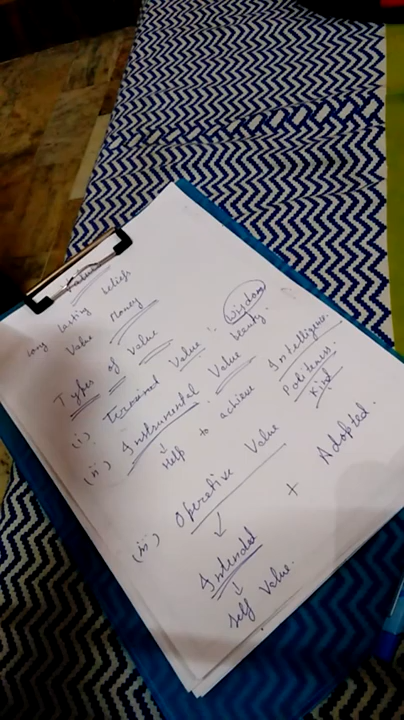 Values
long lasting beliefs
Value Money
Types of Value
(i) Terminal Value : Wisdom beauty.
(ii) Instrumental Value Intelligence.
Help to achieve Politeness.
Kind
(iii) Operative Value
Intended + Adopted.
Self Value.